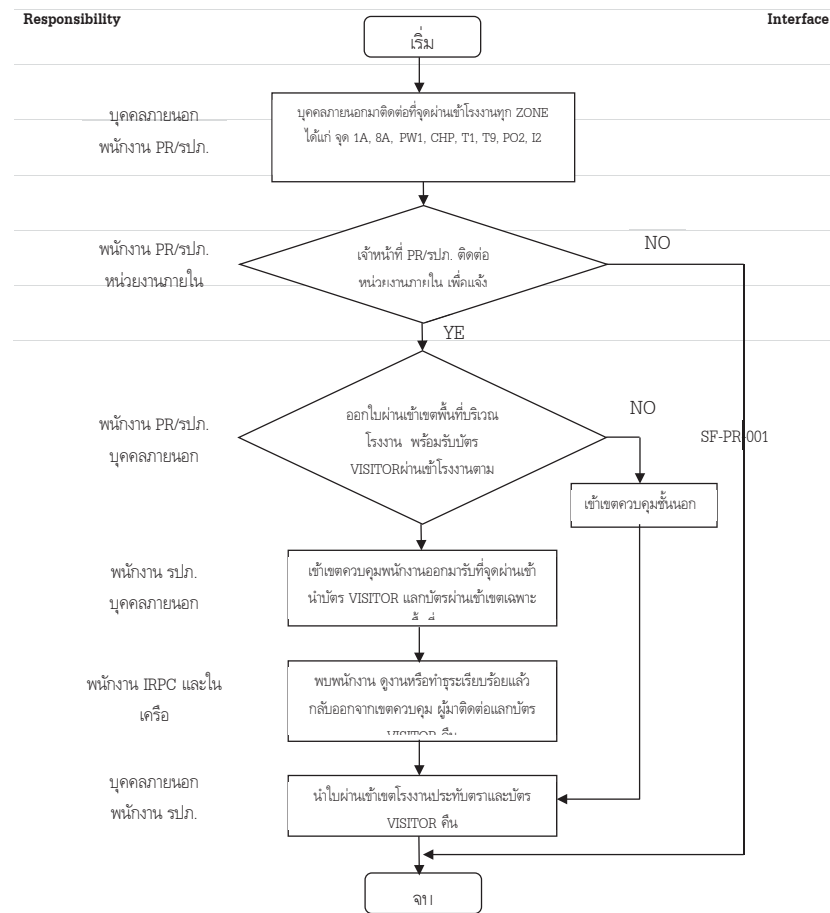 Responsibility
Interface
เริ่ม
บุคคลภายนอก
พนักงาน PR/รปภ.
บุคคลภายนอกมาติดต่อที่จุดผ่านเข้าโรงงานทุก ZONE
ได้แก่ จุด 1A, 8A, PW1, CHP, T1, T9, PO2, I2
พนักงาน PR/รปภ.
หน่วยงานภายใน
เจ้าหน้าที่ PR/รปภ. ติดต่อ
หน่วยงานภายใน เพื่อแจ้ง
NO
YE
พนักงาน PR/รปภ.
บุคคลภายนอก
ออกใบผ่านเข้าเขตพื้นที่บริเวณ
โรงงาน พร้อมรับบัตร
VISITORผ่านเข้าโรงงานตาม
NO
SF-PR-001
เข้าเขตควบคุมชั้นนอก
พนักงาน รปภ.
บุคคลภายนอก
เข้าเขตควบคุมพนักงานออกมารับที่จุดผ่านเข้า
นำบัตร VISITOR แลกบัตรผ่านเข้าเขตเฉพาะ
พนักงาน IRPC และใน
เครือ
พบพนักงาน ดูงานหรือทำธุระเรียบร้อยแล้ว
กลับออกจากเขตควบคุม ผู้มาติดต่อแลกบัตร
VISITOR คืน
บุคคลภายนอก
พนักงาน รปภ.
นำใบผ่านเข้าเขตโรงงานประทับตราและบัตร
VISITOR คืน
จบ